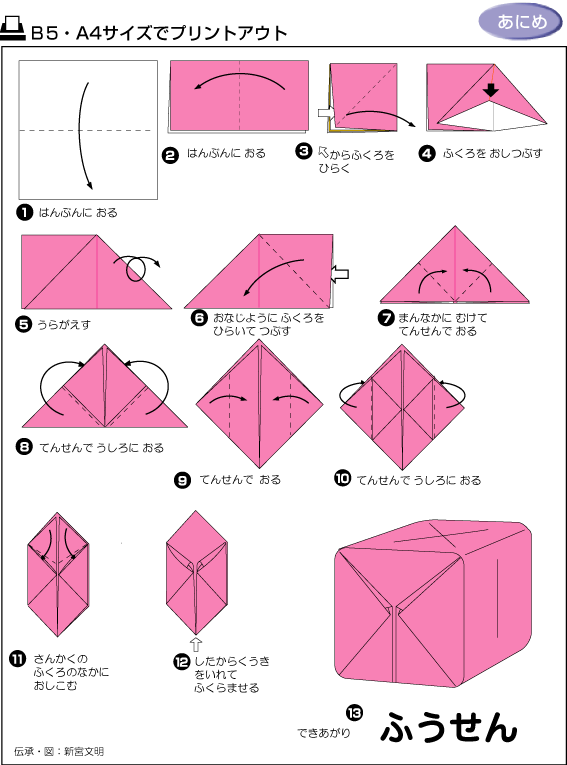 B5・A4サイズでプリントアウト
あにめ
1 はんぶんに おる
2 はんぶんに おる
3 からふくろを
ひらく
4 ふくろを おしつぶす
5 うらがえす
6 おなじように ふくろを
ひらいて つぶす
7 まんなかに むけて
てんせんで おる
8 てんせんで うしろに おる
9 てんせんで おる
10 てんせんで うしろに おる
11 さんかくの
ふくろのなかに
おしこむ
12 したからくうき
をいれて
ふくらませる
13
できあがり ふうせん
伝承・図：新宮文明